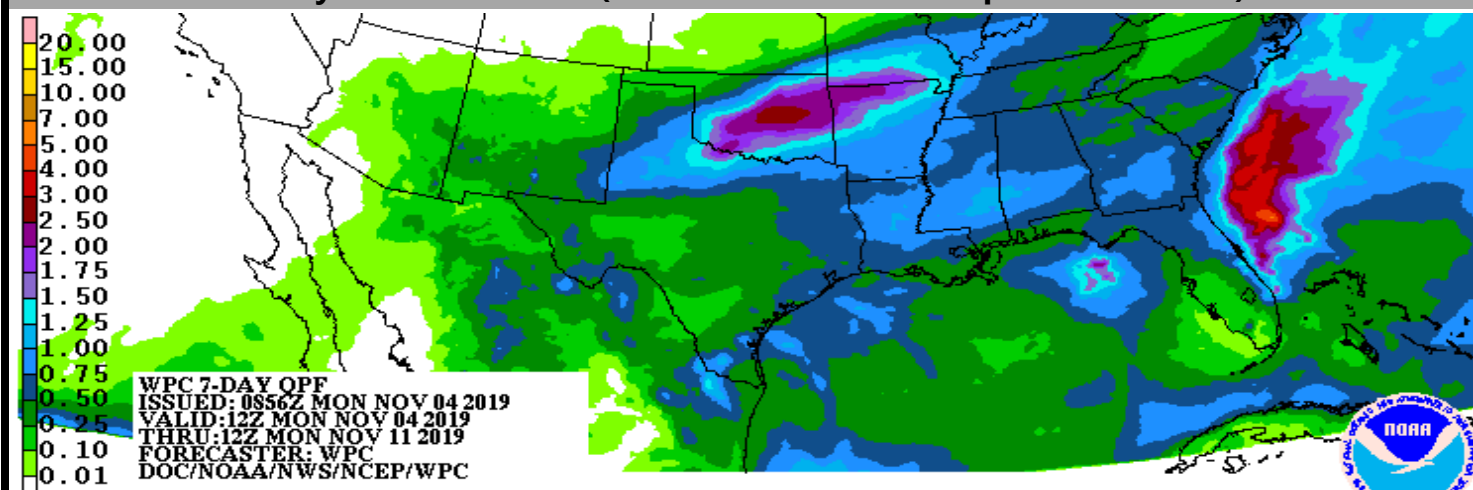 20.00
15.00
10.00
7.00
5.00
4.00
3.00
2.50
2.00
1.75
1.50
1.25
1.00
0.75
0.50
0.25
0.10
0.01
WPC 7-DAY QPF
ISSUED: 0856Z MON NOV 04 2019
VALID:12Z MON NOV 04 2019
THRU:12Z MON NOV 11 2019
FORECASTER: WPC
DOC/NOAA/NWS/NCEP/WPC
NOAA